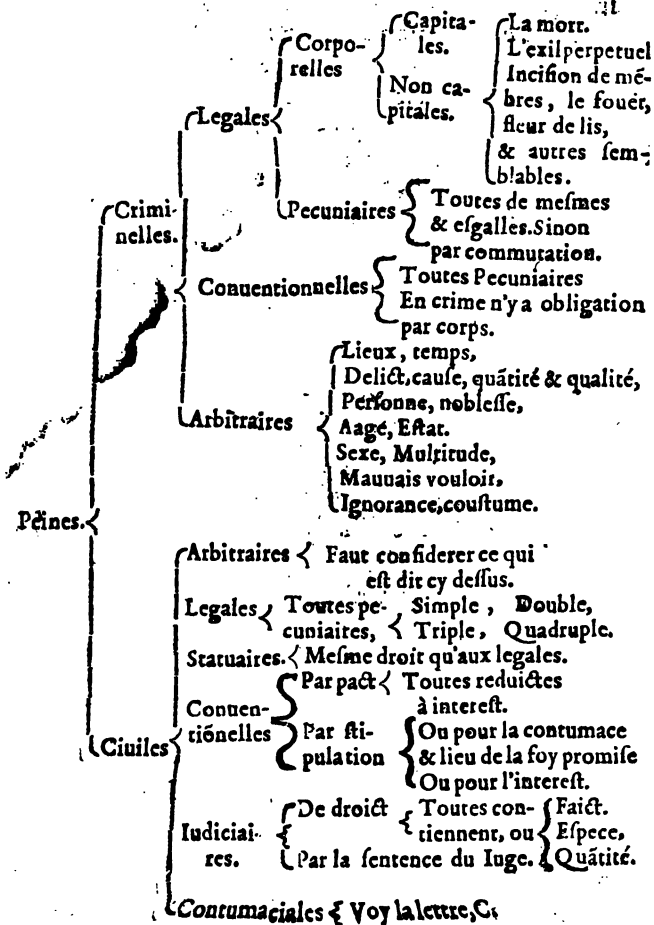 Peines.
Crimi-
nelles.
Legales
Corpo-
relles
Capita-
les.
La mort.
L'exil perpetuel
Incision de mé-
bres, le fouët,
fleur de lis,
& autres sem-
blables.
Non ca-
pitales.
Pecuniaires
Toutes de mesmes
& esgalles. Sinon
par commutation.
Conuentionnelles
Toutes Pecuniaires
En crime n'y a obligation
par corps.
Arbitraires
Lieux, temps,
Delict, cause, quãtité & qualité,
Personne, noblesse,
Aage, Estat.
Sexe, Multitude,
Mauuais vouloir.
Ignorance, coustume.
Ciuiles
Arbitraires
Faut considerer ce qui
est dit cy dessus.
Legales
Toutes pe-
cuniaires,
Simple, Double,
Triple, Quadruple.
Statuaires.
Mesme droit qu'aux legales.
Conuen-
tiõnelles
Par pact
Toutes reduictes
à interest.
Par sti-
pulation
Ou pour la contumace
& lieu de la foy promise
Ou pour l'interest.
Iudiciai-
res.
De droict
Toutes con-
tiennent, ou
Faict.
Espece,
Quãtité.
Par la sentence du Iuge.
Contumaciales
Voy la lettre, C